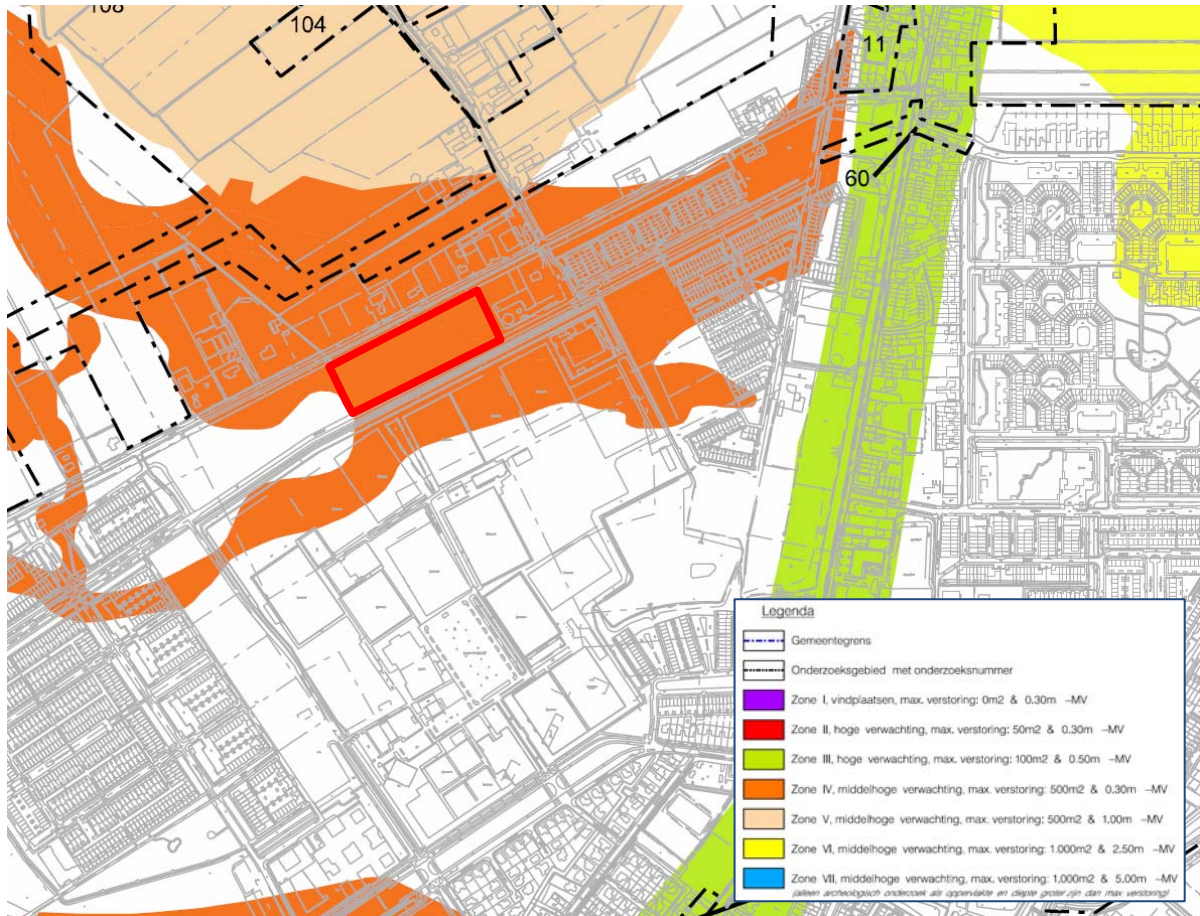 108
104
11
60
Legenda
Gemeentegrens
Onderzoeksgebied met onderzoeksnummer
Zone I, vindplaatsen, max. verstoring: 0m2 & 0.30m -MV
Zone II, hoge verwachting, max. verstoring: 50m2 & 0.30m -MV
Zone III, hoge verwachting, max. verstoring: 100m2 & 0.50m -MV
Zone IV, middelhoge verwachting, max. verstoring: 500m2 & 0.30m -MV
Zone V, middelhoge verwachting, max. verstoring: 500m2 & 1.00m -MV
Zone VI, middelhoge verwachting, max. verstoring: 1.000m2 & 2.50m -MV
Zone VII, middelhoge verwachting, max. verstoring: 1.000m2 & 5.00m -MV
(alleen archeologisch onderzoek als oppervlakte en diepte groter zijn dan max. verstoring)